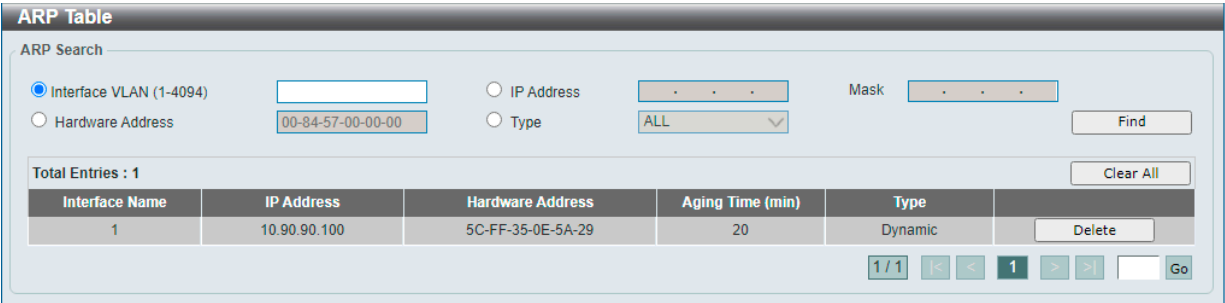 ARP Table
ARP Search
Interface VLAN (1-4094) IP Address . . . Mask . . .
Hardware Address 00-84-57-00-00-00 Type ALL Find
Total Entries : 1 Clear All
Interface Name IP Address Hardware Address Aging Time (min) Type
1 10.90.90.100 5C-FF-35-0E-5A-29 20 Dynamic Delete
1 / 1 |< < 1 > >| Go